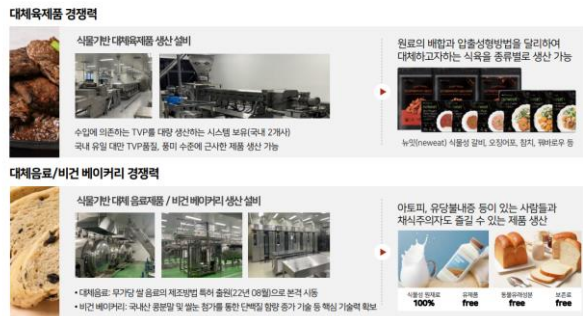 대체육제품 경쟁력
식물기반 대체육제품 생산 설비
수입에 의존하는 TVP를 대량 생산하는 시스템 보유(국내 2개사)
국내 유일 대만 TVP품질, 풍미 수준에 근사한 제품 생산 가능
원료의 배합과 압출성형방법을 달리하여
대체하고자하는 식육을 종류별로 생산 가능
뉴잇(neweat) 식물성 갈비, 오징어포, 참치, 꿔바로우 등
대체음료/비건 베이커리 경쟁력
식물기반 대체 음료제품 / 비건 베이커리 생산 설비
• 대체음료: 무가당 쌀 음료의 제조방법 특허 출원(22년 08월)으로 본격 시동
• 비건 베이커리: 국내산 콩분말 및 쌀눈 첨가를 통한 단백질 함량 증가 기술 등 핵심 기술력 확보
아토피, 유당불내증 등이 있는 사람들과
채식주의자도 즐길 수 있는 제품 생산
식물성 원재료 유제품 동물유래성분 보존료
100% free free free